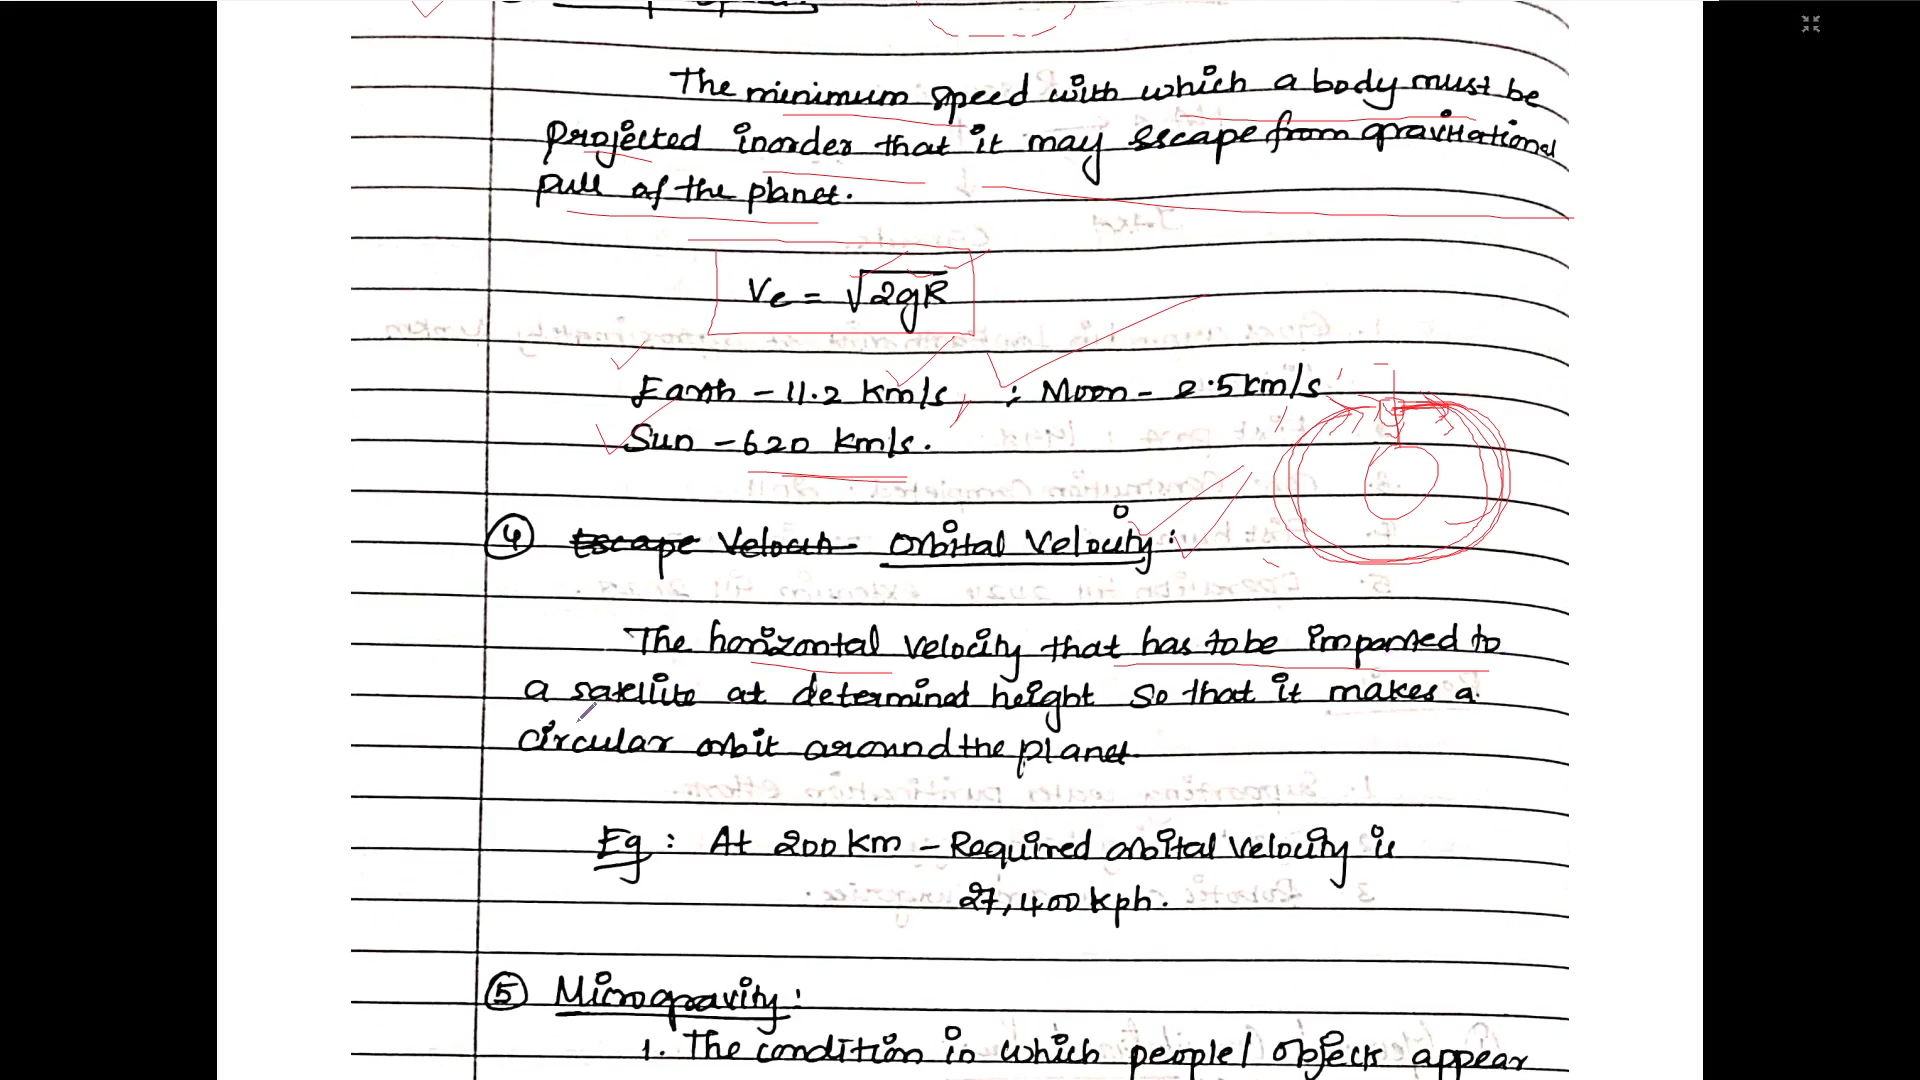 The minimum speed with which a body must be
projected inorder that it may escape from gravitational
pull of the planet.
Ve = √2gR
Earth - 11.2 km/s ; Moon - 2.5km/s
Sun - 620 km/s.
④ Escape Velocity Orbital Velocity :
The horizontal velocity that has to be imparted to
a satellite at determined height so that it makes a
circular orbit around the planet.
Eg : At 200 km - Required orbital velocity is
27,400 kph.
⑤ Microgravity :
1. The condition in which people / objects appear